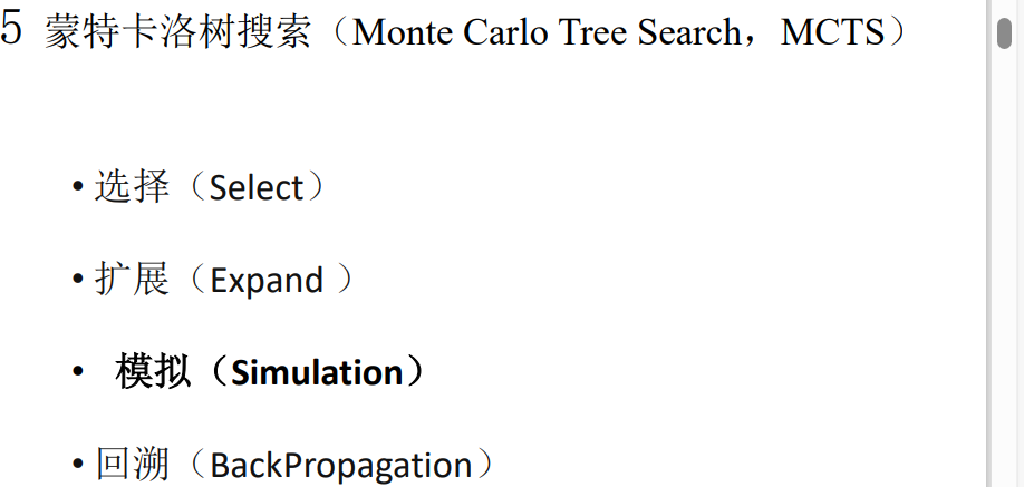 5 蒙特卡洛树搜索（Monte Carlo Tree Search，MCTS）
• 选择（Select）
• 扩展（Expand ）
• 模拟（Simulation）
• 回溯（BackPropagation）